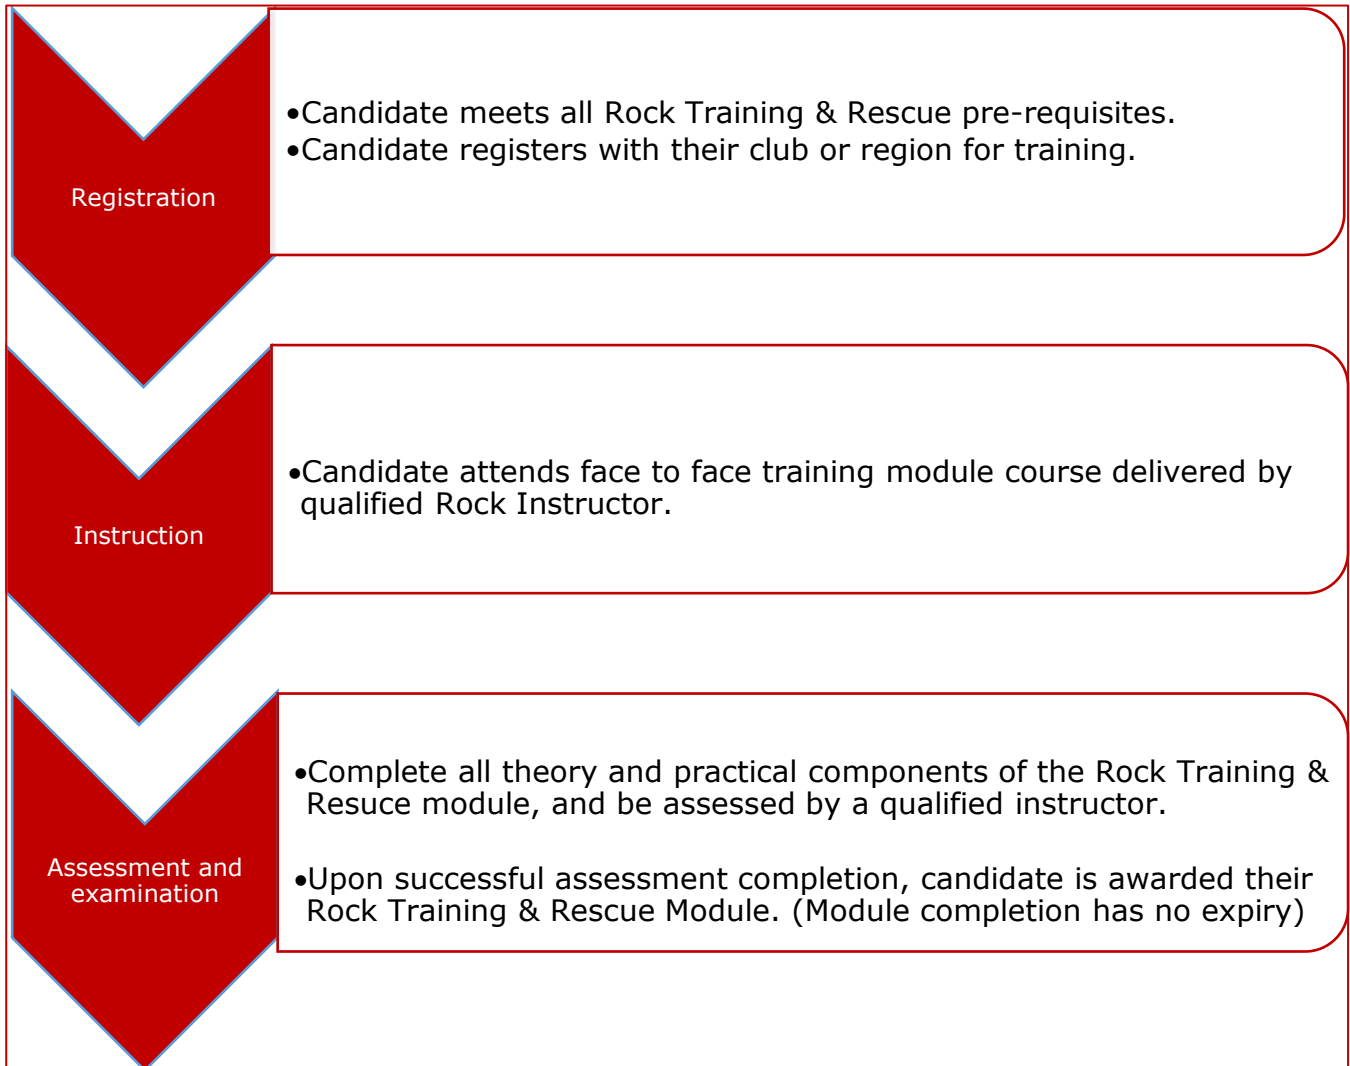 Registration
•Candidate meets all Rock Training & Rescue pre-requisites.
•Candidate registers with their club or region for training.
Instruction
•Candidate attends face to face training module course delivered by
qualified Rock Instructor.
Assessment and
examination
•Complete all theory and practical components of the Rock Training &
Resuce module, and be assessed by a qualified instructor.
•Upon successful assessment completion, candidate is awarded their
Rock Training & Rescue Module. (Module completion has no expiry)